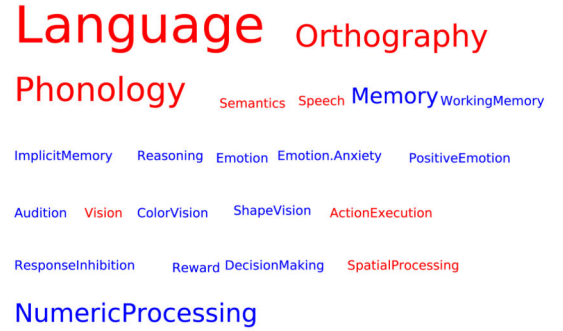 Language Orthography
Phonology Semantics Speech Memory WorkingMemory
ImplicitMemory Reasoning Emotion Emotion.Anxiety PositiveEmotion
Audition Vision ColorVision ShapeVision ActionExecution
ResponseInhibition Reward DecisionMaking SpatialProcessing
NumericProcessing